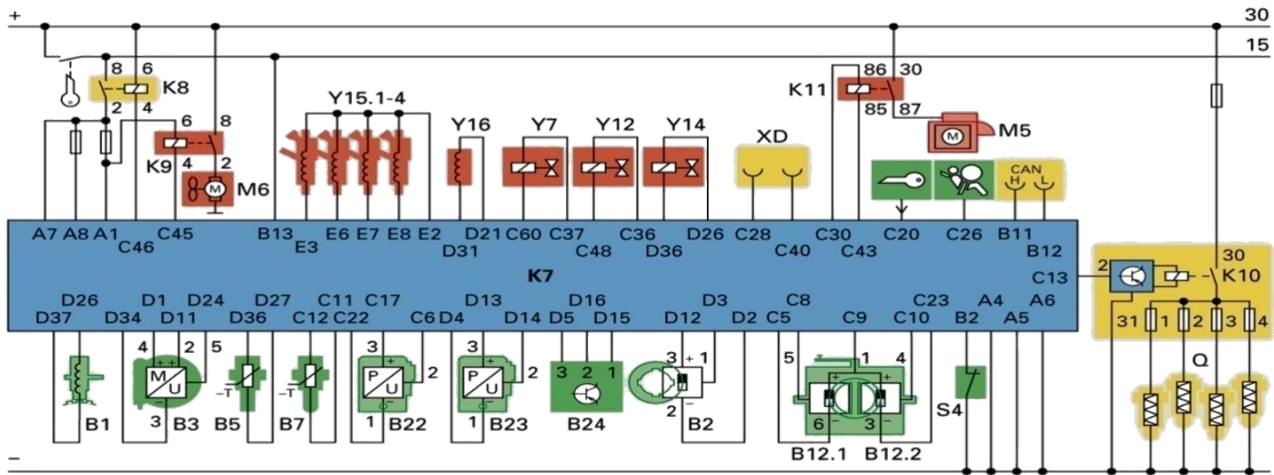 + 30
15
8 6 K8
2 4
Y15.1-4
K11 86 30
85 87
M5
6 8
K9 4 2
M6
Y16 Y7 Y12 Y14 XD
M
M
CAN
H L
A7 A8 A1 C45 B13 E6 E7 E8 E2 D21 C60 C37 C36 D26 C28 C30 C20 C26 B11
C46 E3 D31 C48 D36 C40 C43 B12
K7
C13 2 30 K10
D26 D1 D24 D27 C11 C17 D13 D16 D3 C8 C23 A4 A6
D37 D34 D11 D36 C12 C22 C6 D4 D14 D5 D15 D12 D2 C5 C9 C10 B2 A5
31 1 2 3 4
Q
4 + + 2 5 3 2 3 2 3 2 1 3 + 1 5 1 4
M U P U P U + +
–T –T
– – – 2 – 6 – 3 –
B1 3 B3 B5 B7 1 B22 1 B23 B24 B2 S4
B12.1 B12.2
–